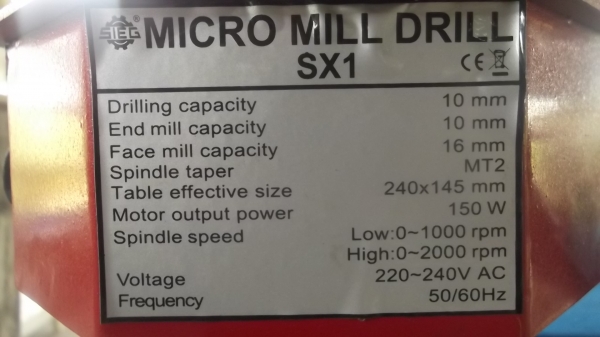 SIEG MICRO MILL DRILL
SX1 CE
Drilling capacity 10 mm
End mill capacity 10 mm
Face mill capacity 16 mm
Spindle taper MT2
Table effective size 240x145 mm
Motor output power 150 W
Spindle speed Low:0~1000 rpm
High:0~2000 rpm
Voltage 220~240V AC
Frequency 50/60Hz